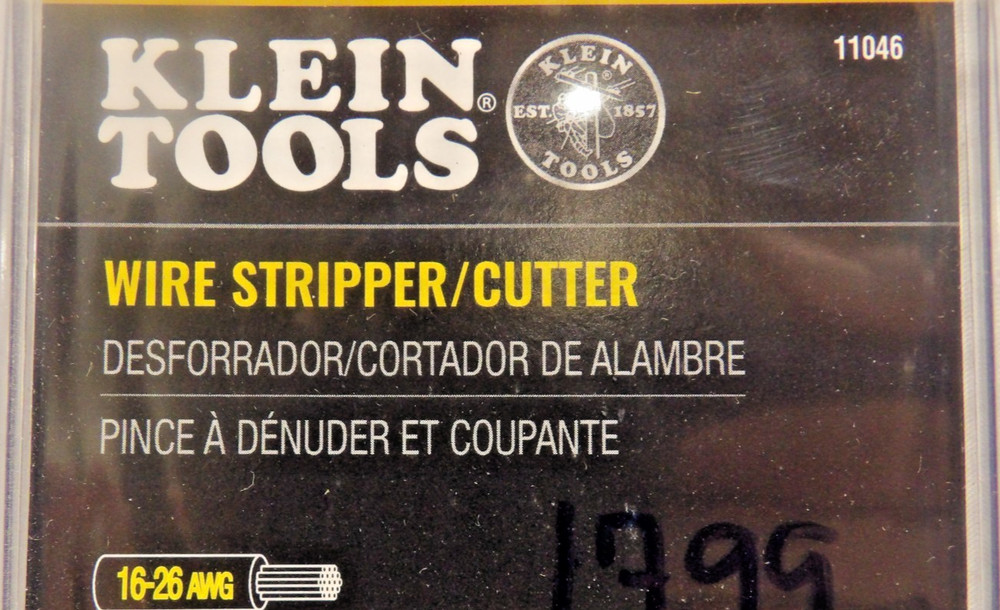 KLEIN
TOOLS®
KLEIN
EST. 1857
TOOLS
11046
WIRE STRIPPER/CUTTER
DESFORRADOR/CORTADOR DE ALAMBRE
PINCE À DÉNUDER ET COUPANTE
16-26 AWG
1799